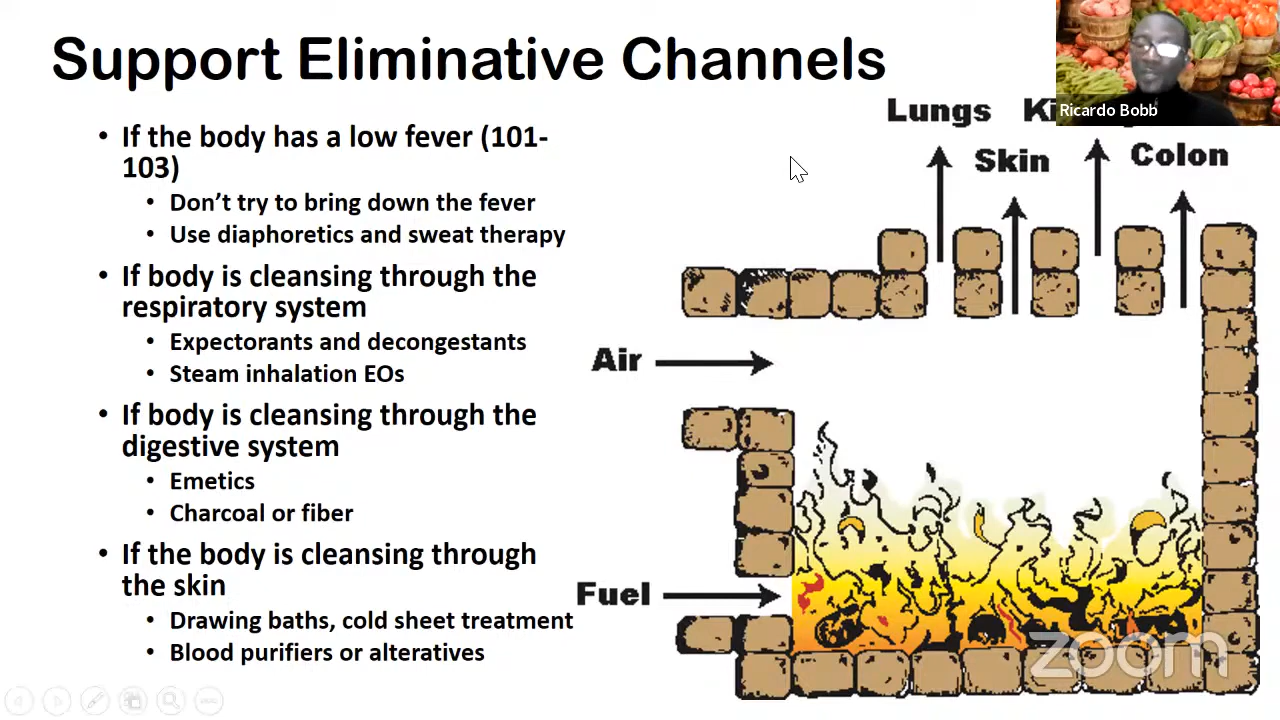 Support Eliminative Channels
• If the body has a low fever (101-
103)
• Don’t try to bring down the fever
• Use diaphoretics and sweat therapy
• If body is cleansing through the
respiratory system
• Expectorants and decongestants
• Steam inhalation EOs
• If body is cleansing through the
digestive system
• Emetics
• Charcoal or fiber
• If the body is cleansing through
the skin
• Drawing baths, cold sheet treatment
• Blood purifiers or alteratives
Ricardo Bobb
Lungs
Skin
Colon
Air
Fuel
zoom